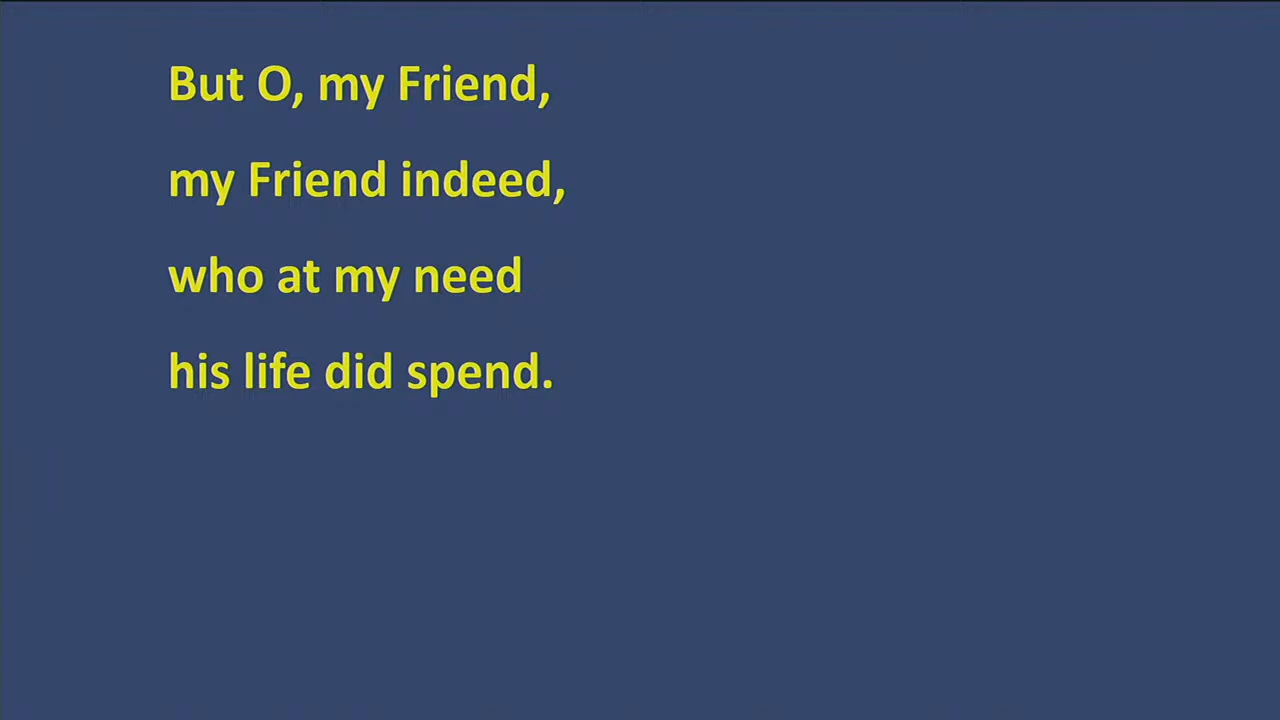 But O, my Friend,
my Friend indeed,
who at my need
his life did spend.